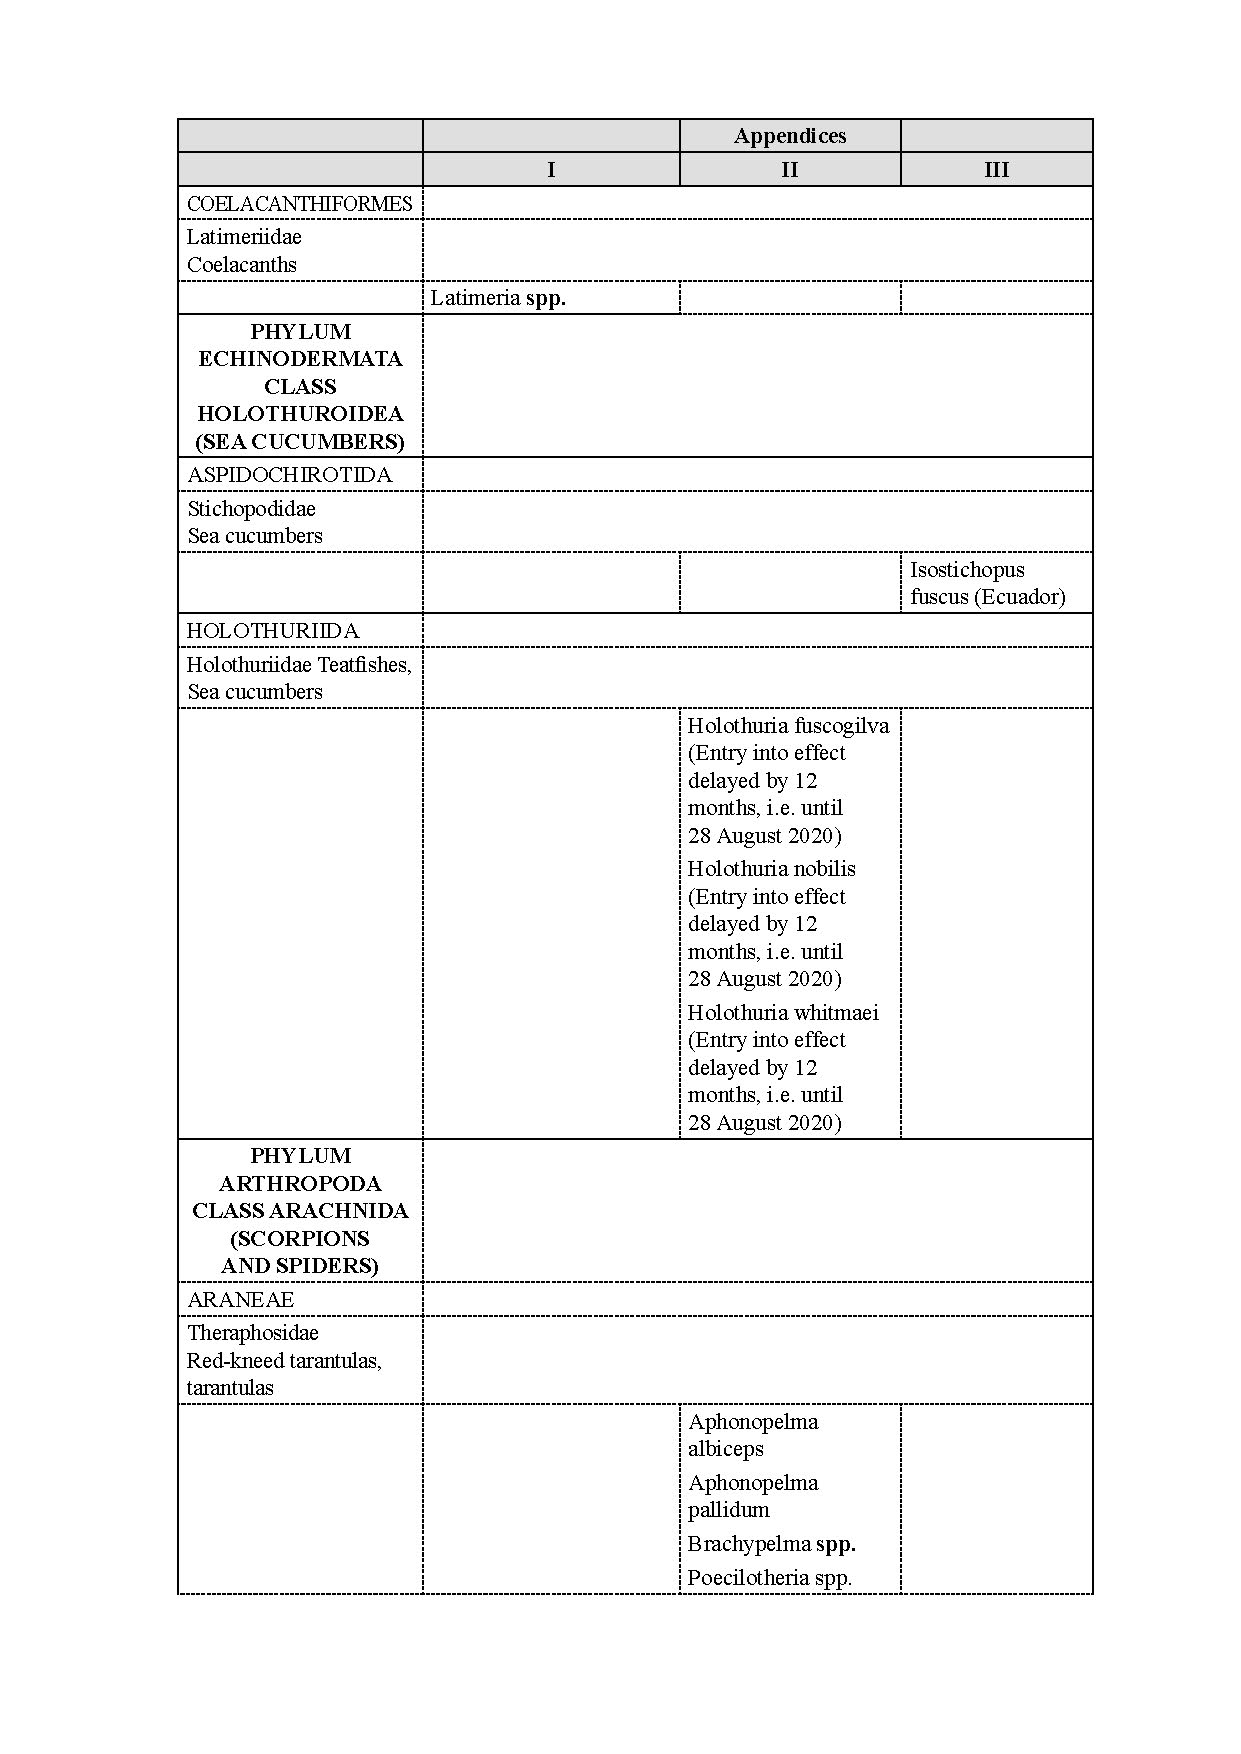 Appendices
I II III
COELACANTHIFORMES
Latimeriidae
Coelacanths
Latimeria spp.
PHYLUM
ECHINODERMATA
CLASS
HOLOTHUROIDEA
(SEA CUCUMBERS)
ASPIDOCHIROTIDA
Stichopodidae
Sea cucumbers
Isostichopus
fuscus (Ecuador)
HOLOTHURIIDA
Holothuriidae Teatfishes,
Sea cucumbers
Holothuria fuscogilva
(Entry into effect
delayed by 12
months, i.e. until
28 August 2020)
Holothuria nobilis
(Entry into effect
delayed by 12
months, i.e. until
28 August 2020)
Holothuria whitmaei
(Entry into effect
delayed by 12
months, i.e. until
28 August 2020)
PHYLUM
ARTHROPODA
CLASS ARACHNIDA
(SCORPIONS
AND SPIDERS)
ARANEAE
Theraphosidae
Red-kneed tarantulas,
tarantulas
Aphonopelma
albiceps
Aphonopelma
pallidum
Brachypelma spp.
Poecilotheria spp.